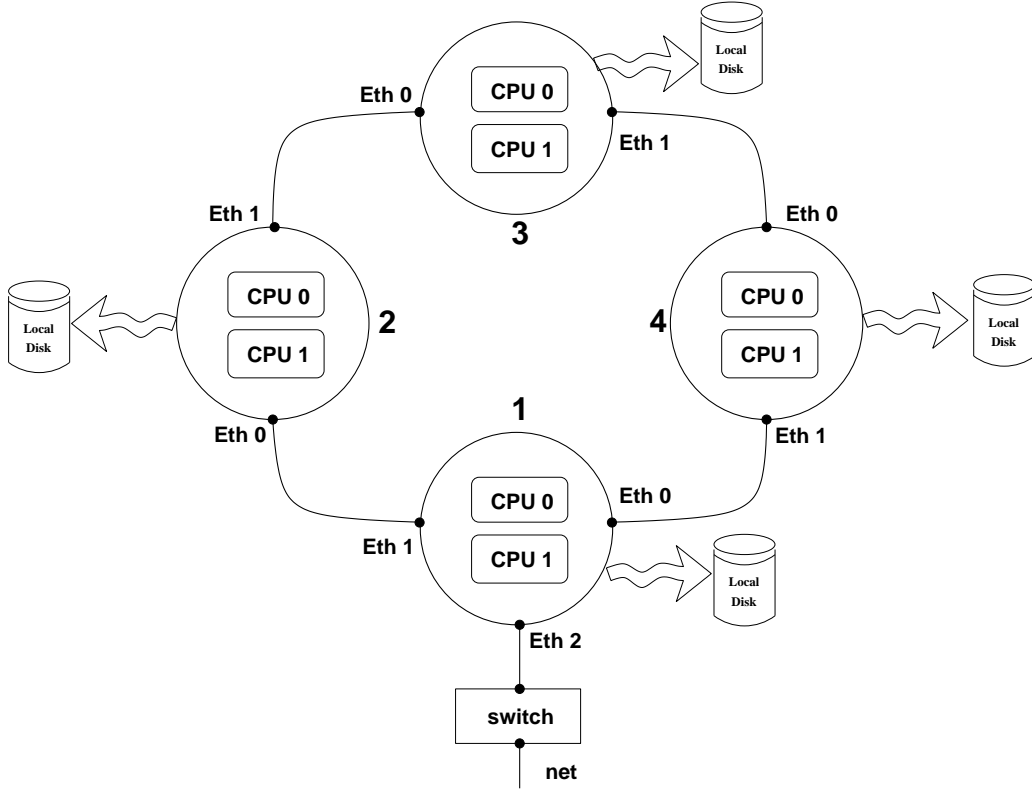 Local
Disk
Eth 0
CPU 0
CPU 1
Eth 1
3
Eth 1
Eth 0
Local
Disk
CPU 0
CPU 1
2
4
CPU 0
CPU 1
Local
Disk
Eth 0
1
Eth 1
CPU 0
CPU 1
Eth 0
Eth 1
Local
Disk
Eth 2
switch
net